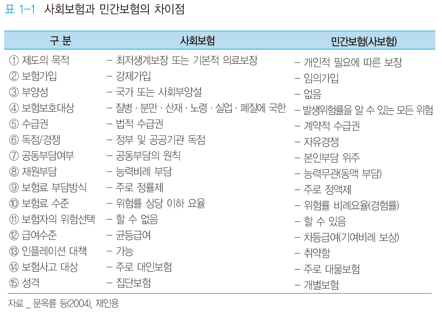 표 1-1 사회보험과 민간보험의 차이점
구 분 사회보험 민간보험(사보험)
① 제도의 목적 - 최저생계보장 또는 기본적 의료보장 - 개인적 필요에 따른 보장
② 보험가입 - 강제가입 - 임의가입
③ 부양성 - 국가 또는 사회부양성 - 없음
④ 보험보호대상 - 질병·분만·산재·노령·실업·폐질에 국한 - 발생위험률을 알 수 있는 모든 위험
⑤ 수급권 - 법적 수급권 - 계약적 수급권
⑥ 독점/경쟁 - 정부 및 공공기관 독점 - 자유경쟁
⑦ 공동부담여부 - 공동부담의 원칙 - 본인부담 위주
⑧ 재원부담 - 능력비례 부담 - 능력무관(동액 부담)
⑨ 보험료 부담방식 - 주로 정률제 - 주로 정액제
⑩ 보험료 수준 - 위험률 상당 이하 요율 - 위험률 비례요율(경험률)
⑪ 보험자의 위험선택 - 할 수 없음 - 할 수 있음
⑫ 급여수준 - 균등급여 - 차등급여(기여비례 보상)
⑬ 인플레이션 대책 - 가능 - 취약함
⑭ 보험사고 대상 - 주로 대인보험 - 주로 대물보험
⑮ 성격 - 집단보험 - 개별보험
자료 _ 문옥륜 등(2004), 재인용